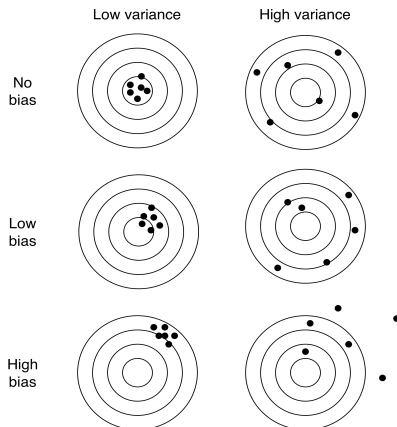 Low variance
High variance
No
bias
Low
bias
High
bias